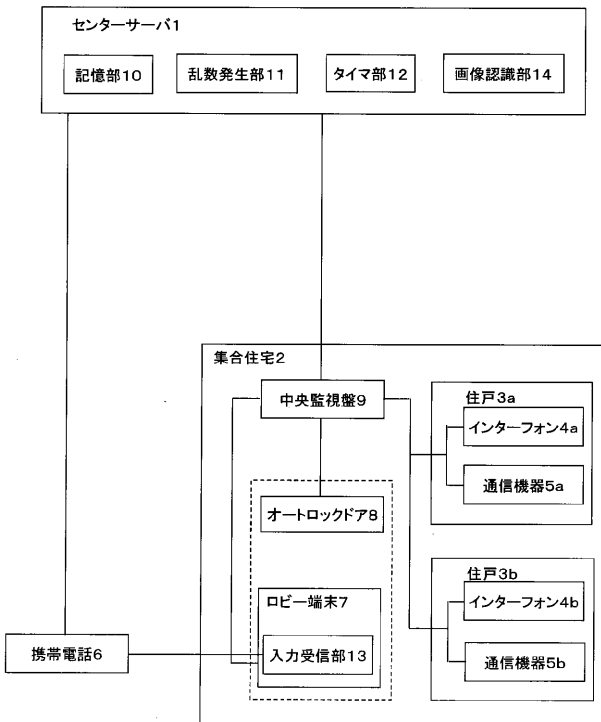 センターサーバ1
記憶部10
乱数発生部11
タイマ部12
画像認識部14
集合住宅2
中央監視盤9
住戸3a
インターフォン4a
通信機器5a
オートロックドア8
住戸3b
ロビー端末7
インターフォン4b
携帯電話6
入力受信部13
通信機器5b